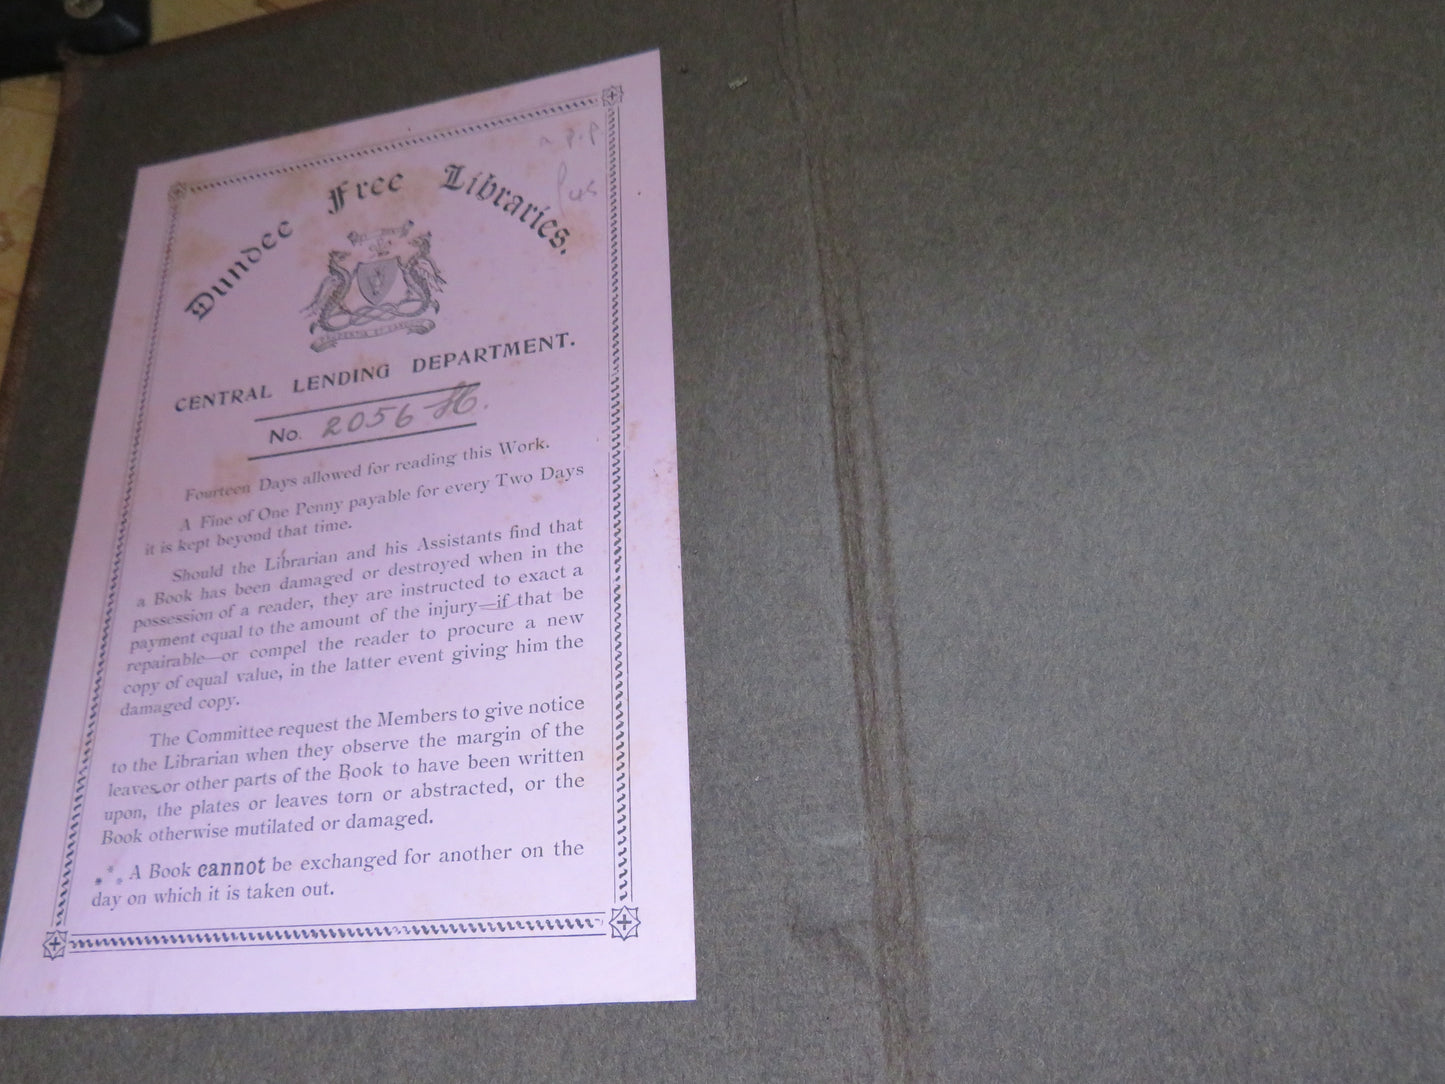 Dundee Free Libraries.
CENTRAL LENDING DEPARTMENT.
No. 2056 H.
Fourteen Days allowed for reading this Work.
A Fine of One Penny payable for every Two Days
it is kept beyond that time.
Should the Librarian and his Assistants find that
a Book has been damaged or destroyed when in the
possession of a reader, they are instructed to exact a
payment equal to the amount of the injury—if that be
repairable—or compel the reader to procure a new
copy of equal value, in the latter event giving him the
damaged copy.
The Committee request the Members to give notice
to the Librarian when they observe the margin of the
leaves or other parts of the Book to have been written
upon, the plates or leaves torn or abstracted, or the
Book otherwise mutilated or damaged.
*** A Book cannot be exchanged for another on the
day on which it is taken out.